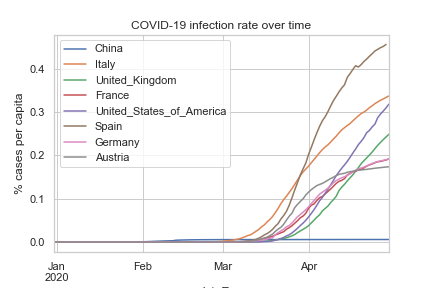 COVID-19 infection rate over time
% cases per capita
0.4
0.3
0.2
0.1
0.0
China
Italy
United_Kingdom
France
United_States_of_America
Spain
Germany
Austria
Jan
2020
Feb
Mar
Apr